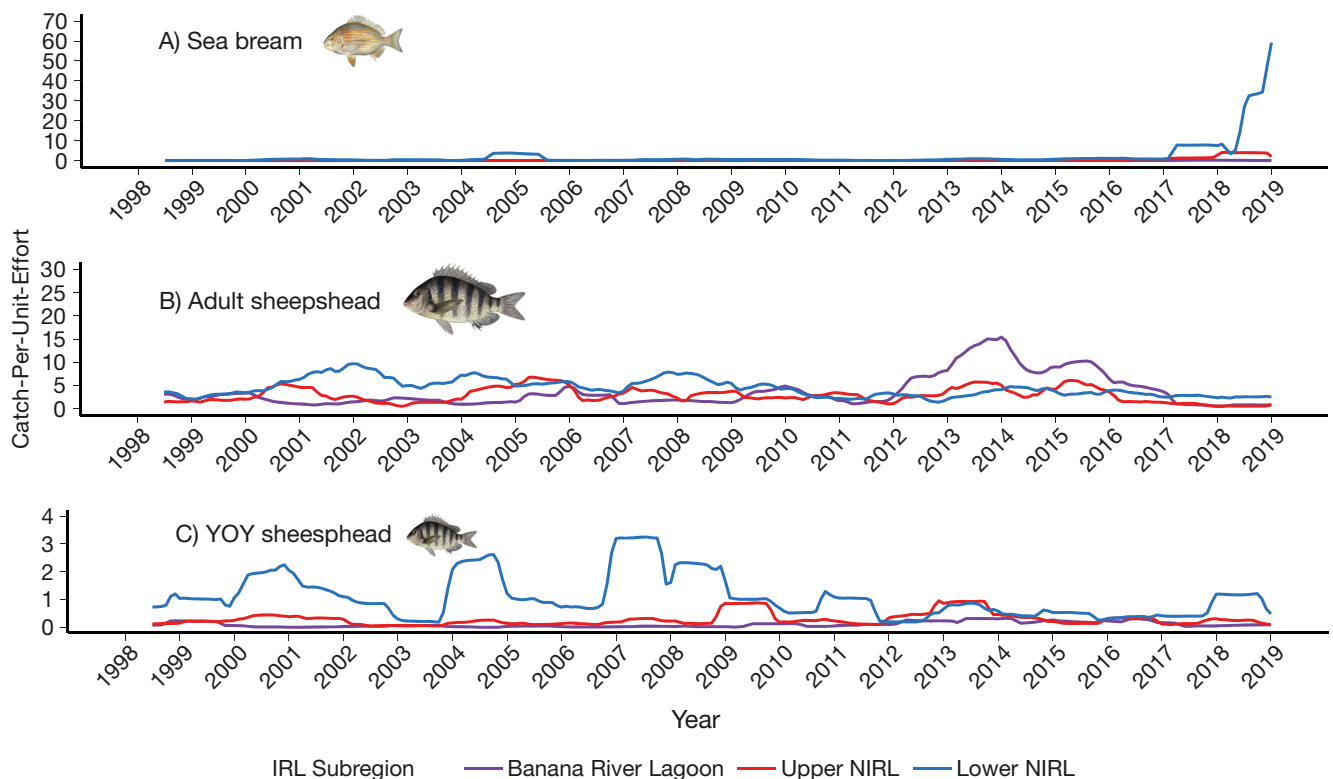 70
60
50
40
30
20
10
0
A) Sea bream
1998 1999 2000 2001 2002 2003 2004 2005 2006 2007 2008 2009 2010 2011 2012 2013 2014 2015 2016 2017 2018 2019
Catch-Per-Unit-Effort
30
25
20
15
10
5
0
B) Adult sheepshead
1998 1999 2000 2001 2002 2003 2004 2005 2006 2007 2008 2009 2010 2011 2012 2013 2014 2015 2016 2017 2018 2019
4
3
2
1
0
C) YOY sheesphead
1998 1999 2000 2001 2002 2003 2004 2005 2006 2007 2008 2009 2010 2011 2012 2013 2014 2015 2016 2017 2018 2019
Year
IRL Subregion Banana River Lagoon Upper NIRL Lower NIRL